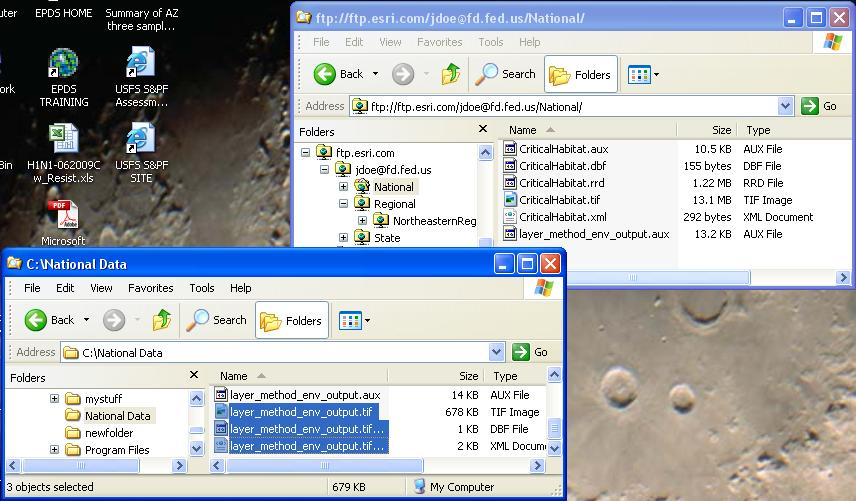 uter
EPDS HOME
Summary of AZ
three sampl...
ork
EPDS
TRAINING
USFS S&PF
Assessm...
Bin
H1N1-062009C
w_Resist.xls
USFS S&PF
SITE
PDF
Adobe
Microsoft
ftp://ftp.esri.com/jdoe@fd.fed.us/National/
File Edit View Favorites Tools Help
Back Search Folders
Address ftp://ftp.esri.com/jdoe@fd.fed.us/National/ Go
Folders
ftp.esri.com
jdoe@fd.fed.us
National
Regional
NortheasternReg
State
Name Size Type
CriticalHabitat.aux 10.5 KB AUX File
CriticalHabitat.dbf 155 bytes DBF File
CriticalHabitat.rrd 1.22 MB RRD File
CriticalHabitat.tif 13.1 MB TIF Image
CriticalHabitat.xml 292 bytes XML Document
layer_method_env_output.aux 13.2 KB AUX File
C:\National Data
File Edit View Favorites Tools Help
Back Search Folders
Address C:\National Data Go
Folders
mystuff
National Data
newfolder
Program Files
Name Size Type
layer_method_env_output.aux 14 KB AUX File
layer_method_env_output.tif 678 KB TIF Image
layer_method_env_output.tif... 1 KB DBF File
layer_method_env_output.tif... 2 KB XML Docum
3 objects selected 679 KB My Computer